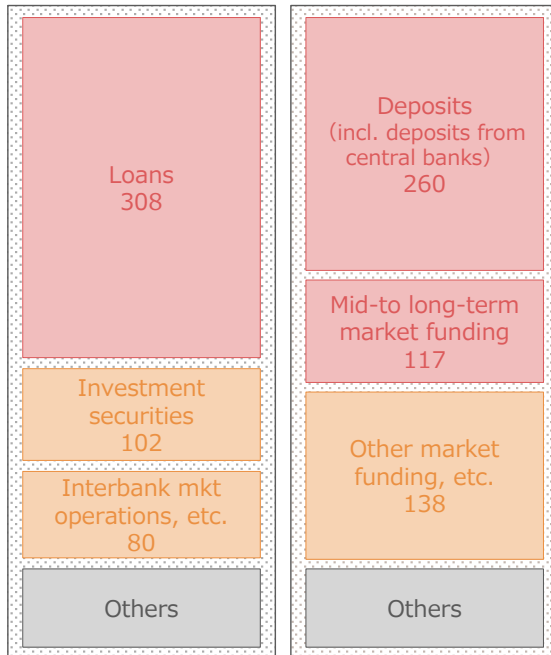 Loans
308
Investment
securities
102
Interbank mkt
operations, etc.
80
Others
Deposits
(incl. deposits from
central banks)
260
Mid-to long-term
market funding
117
Other market
funding, etc.
138
Others